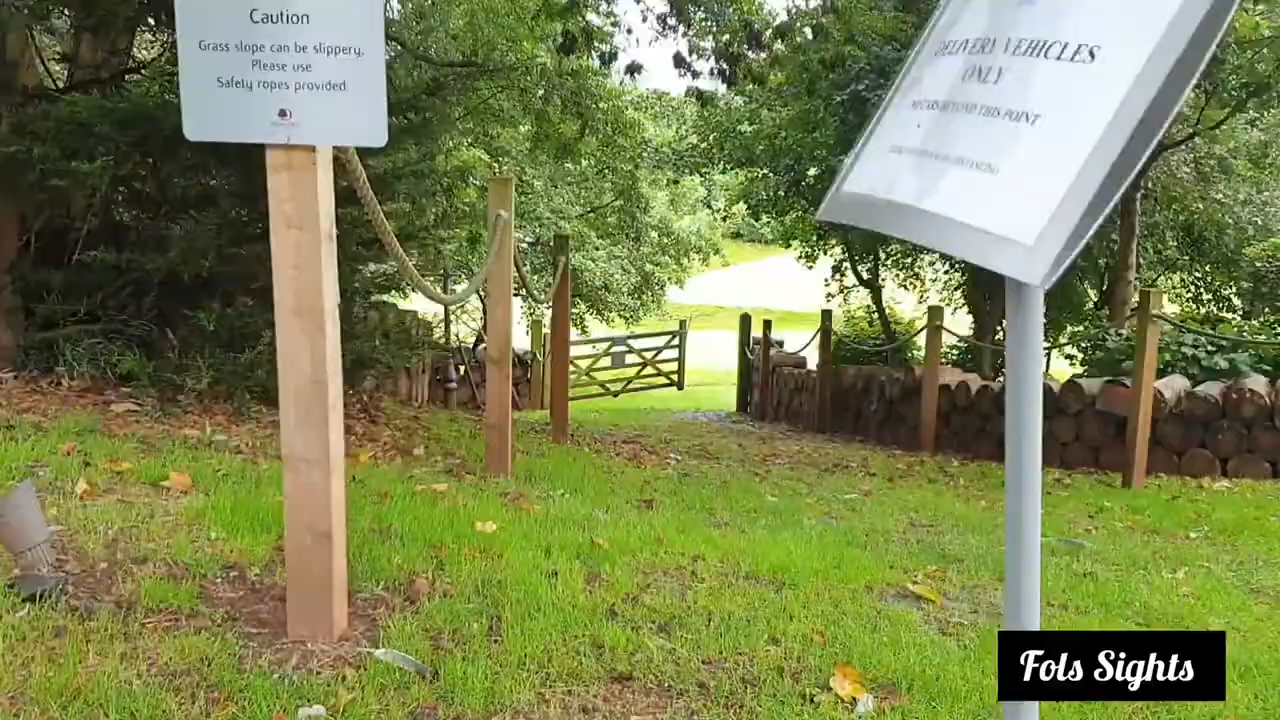 Caution
Grass slope can be slippery.
Please use
Safety ropes provided.
DELIVERY VEHICLES
ONLY
BEYOND THIS POINT
Fols Sights